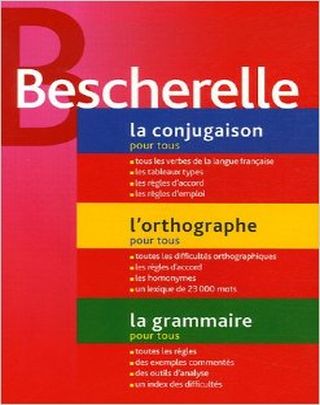 B
Bescherelle
la conjugaison
pour tous
tous les verbes de la langue française
les tableaux types
les règles d'accord
les règles d'emploi
l'orthographe
pour tous
toutes les difficultés orthographiques
les règles d'accord
les homonymes
un lexique de 23 000 mots
la grammaire
pour tous
toutes les règles
des exemples commentés
des outils d'analyse
un index des difficultés